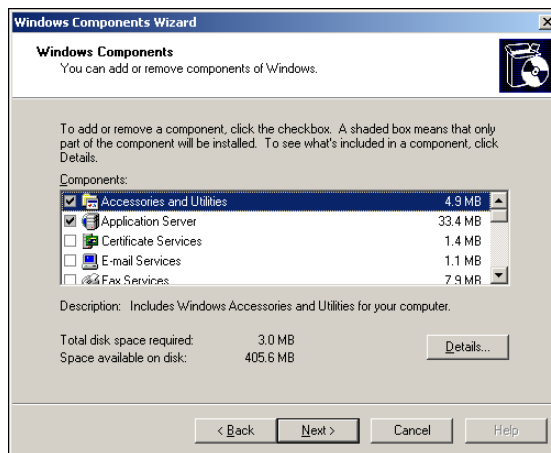 Windows Components Wizard
Windows Components
You can add or remove components of Windows.
To add or remove a component, click the checkbox. A shaded box means that only
part of the component will be installed. To see what's included in a component, click
Details.
Components:
Accessories and Utilities 4.9 MB
Application Server 33.4 MB
Certificate Services 1.4 MB
E-mail Services 1.1 MB
Fax Services 7.9 MB
Description: Includes Windows Accessories and Utilities for your computer.
Total disk space required: 3.0 MB
Space available on disk: 405.6 MB
Details...
< Back Next > Cancel Help